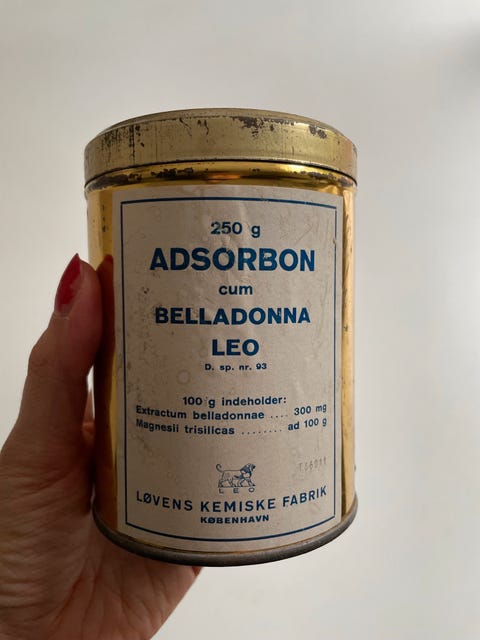 250 g
ADSORBON
cum
BELLADONNA
LEO
D. sp. nr. 93
100 g indeholder:
Extractum belladonnae .... 300 mg
Magnesii trisilicas ........ ad 100 g
LEO
LØVENS KEMISKE FABRIK
KØBENHAVN